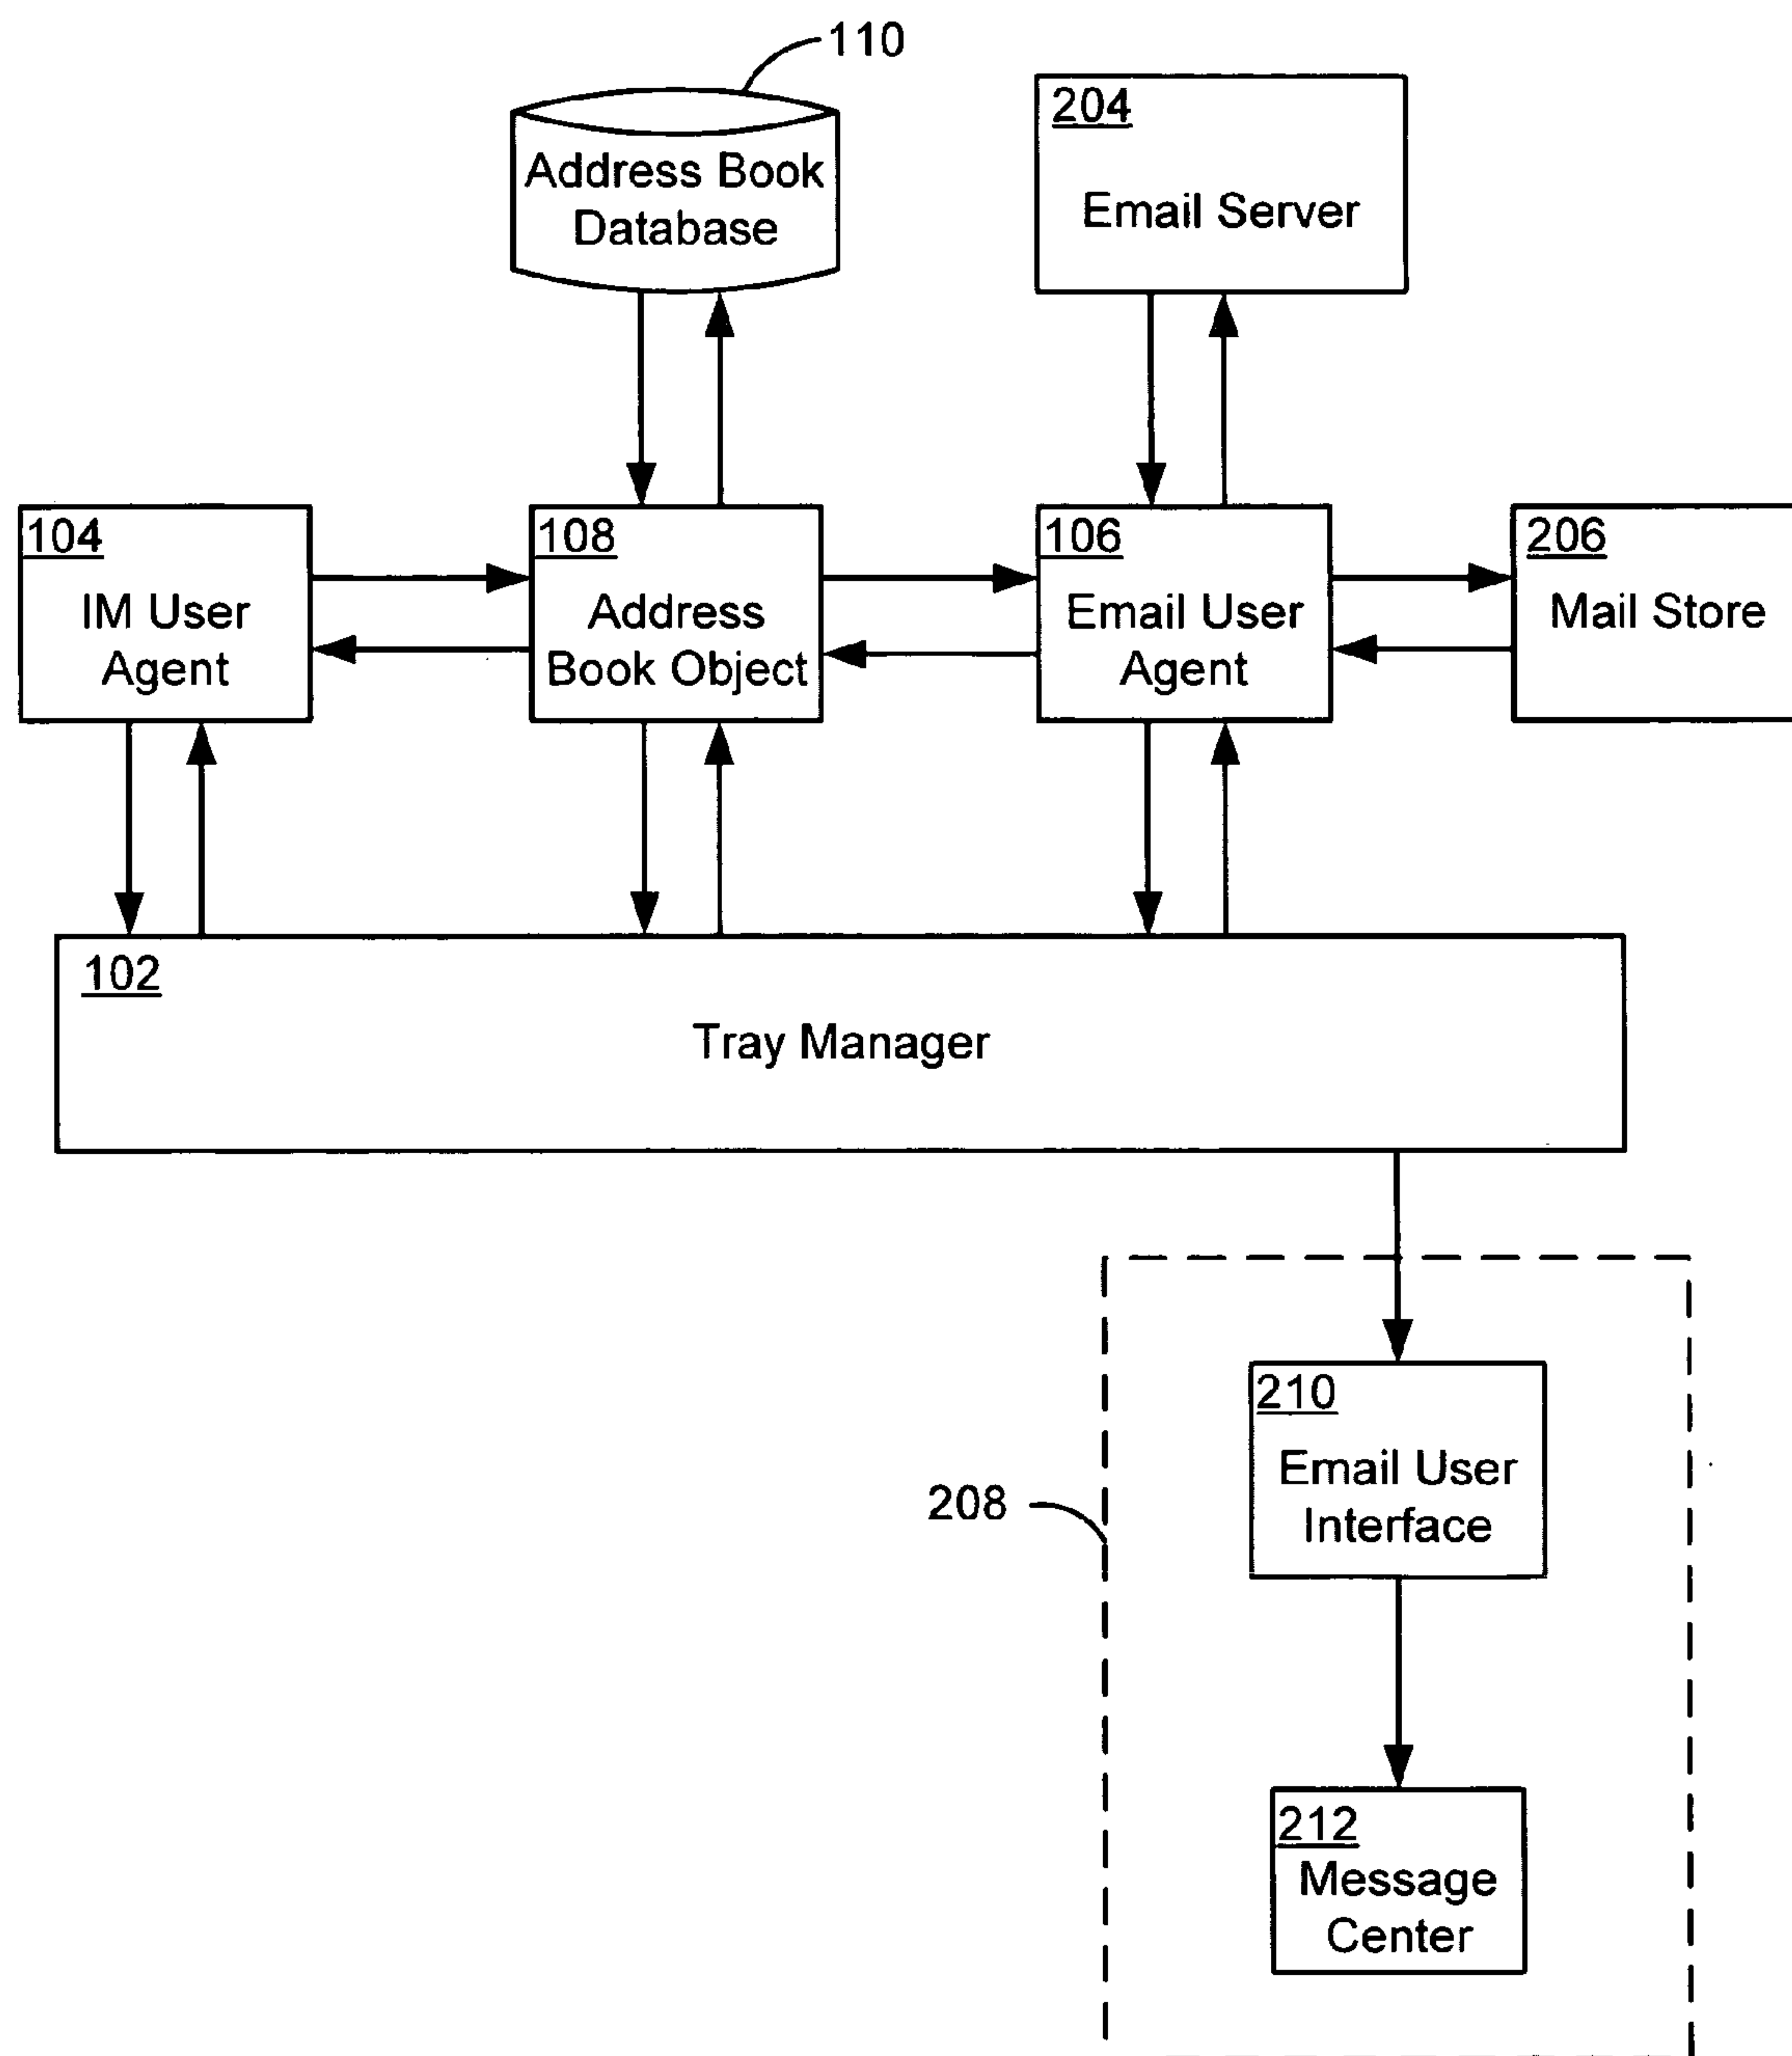 110
Address Book
Database
204
Email Server
104
IM User
Agent
108
Address
Book Object
106
Email User
Agent
206
Mail Store
102
Tray Manager
208
210
Email User
Interface
212
Message
Center